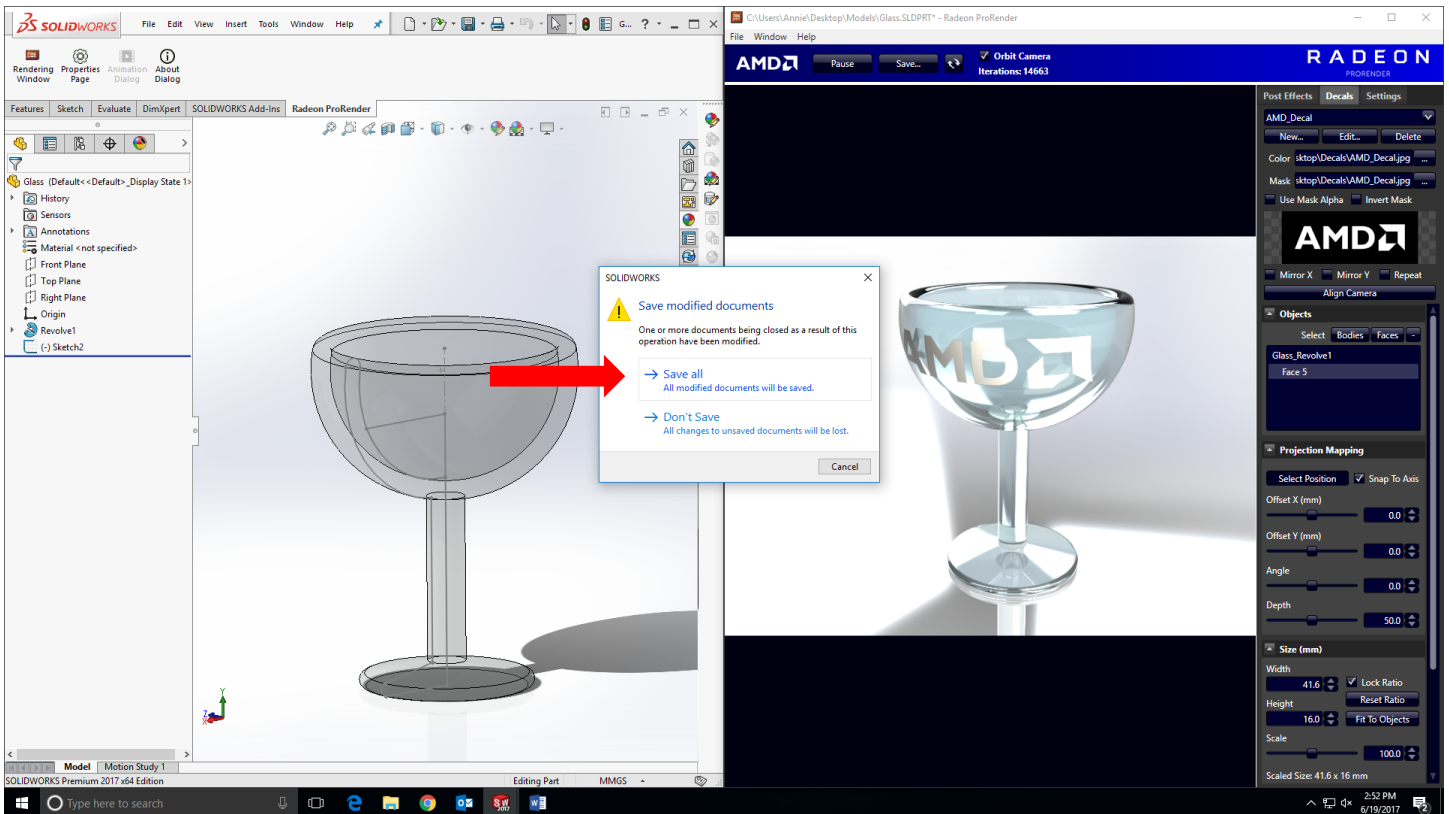 SOLIDWORKS
File Edit View Insert Tools Window Help
G... ?
Rendering Window
Properties Page
Animation Dialog
About Dialog
Features Sketch Evaluate DimXpert SOLIDWORKS Add-Ins Radeon ProRender
Glass (Default<<Default>_Display State 1>
History
Sensors
Annotations
Material <not specified>
Front Plane
Top Plane
Right Plane
Origin
Revolve1
(-) Sketch2
Y
Z
X
Model Motion Study 1
SOLIDWORKS Premium 2017 x64 Edition
Editing Part
MMGS
SOLIDWORKS
Save modified documents
One or more documents being closed as a result of this
operation have been modified.
Save all
All modified documents will be saved.
Don't Save
All changes to unsaved documents will be lost.
Cancel
C:\Users\Annie\Desktop\Models\Glass.SLDPRT* - Radeon ProRender
File Window Help
AMD
Pause
Save...
Orbit Camera
Iterations: 14663
RADEON
PRORENDER
AMD
Post Effects Decals Settings
AMD_Decal
New... Edit... Delete
Color sktop\Decals\AMD_Decal.jpg ...
Mask sktop\Decals\AMD_Decal.jpg ...
Use Mask Alpha Invert Mask
AMD
Mirror X Mirror Y Repeat
Align Camera
Objects
Select Bodies Faces -
Glass_Revolve1
Face 5
Projection Mapping
Select Position Snap To Axis
Offset X (mm)
0.0
Offset Y (mm)
0.0
Angle
0.0
Depth
50.0
Size (mm)
Width
41.6 Lock Ratio
Reset Ratio
Height
16.0 Fit To Objects
Scale
100.0
Scaled Size: 41.6 x 16 mm
Type here to search
2:52 PM
6/19/2017
2